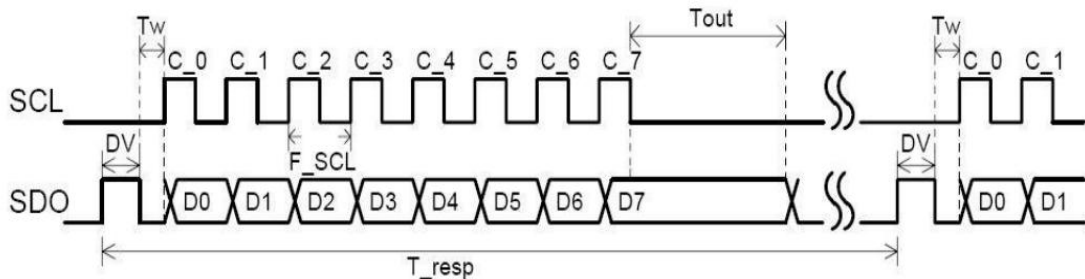 Tw Tout Tw
C_0 C_1 C_2 C_3 C_4 C_5 C_6 C_7 C_0 C_1
SCL
DV F_SCL DV
SDO D0 D1 D2 D3 D4 D5 D6 D7 D0 D1
T_resp